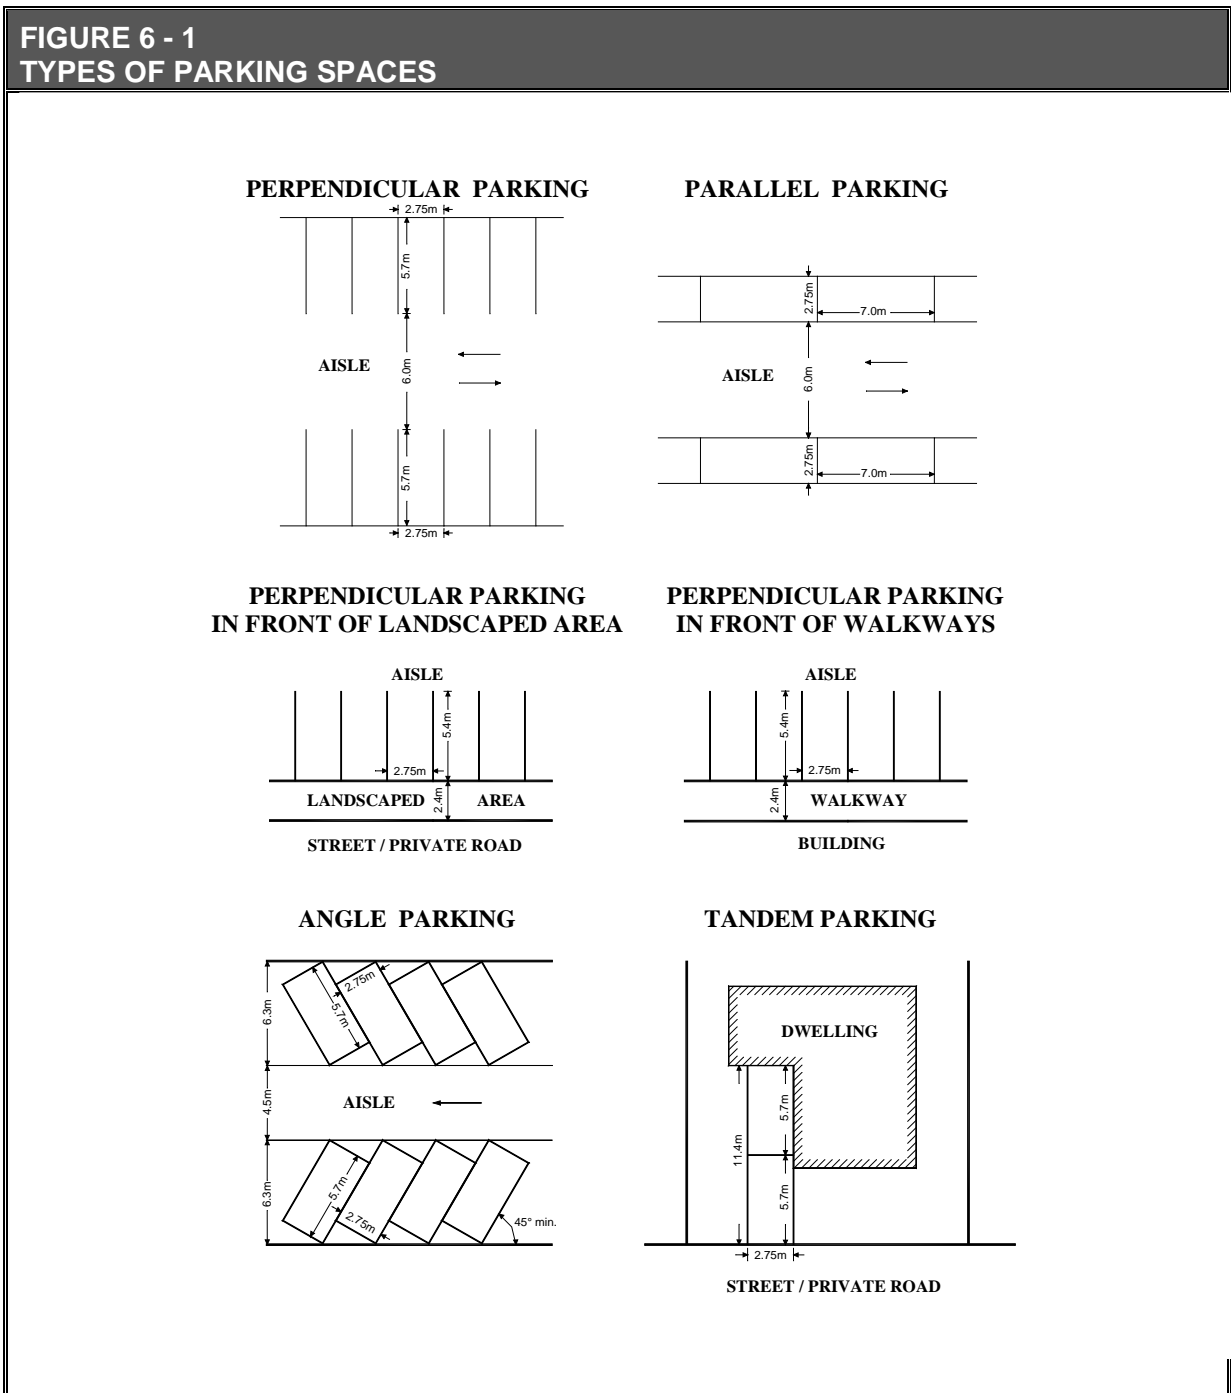 FIGURE 6 - 1
TYPES OF PARKING SPACES
PERPENDICULAR PARKING
2.75m
5.7m
AISLE
6.0m
5.7m
2.75m
PARALLEL PARKING
2.75m
7.0m
AISLE
6.0m
2.75m
7.0m
PERPENDICULAR PARKING
IN FRONT OF LANDSCAPED AREA
AISLE
5.4m
2.75m
LANDSCAPED
2.4m
AREA
STREET / PRIVATE ROAD
PERPENDICULAR PARKING
IN FRONT OF WALKWAYS
AISLE
5.4m
2.75m
2.4m
WALKWAY
BUILDING
ANGLE PARKING
2.75m
5.7m
6.3m
4.5m
AISLE
6.3m
5.7m
2.75m
45° min.
TANDEM PARKING
DWELLING
5.7m
11.4m
5.7m
2.75m
STREET / PRIVATE ROAD